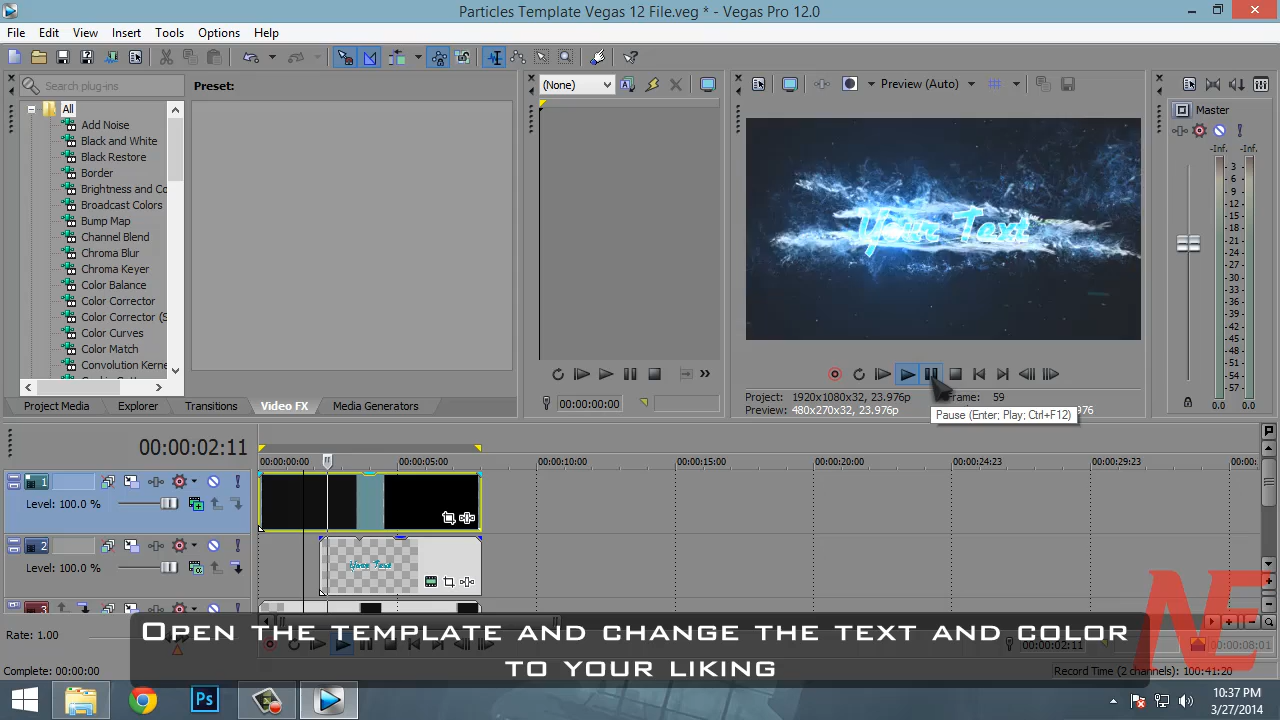 Particles Template Vegas 12 File.veg * - Vegas Pro 12.0
File Edit View Insert Tools Options Help
Search plug-ins
Preset:
(None)
Preview (Auto)
Master
All
Add Noise
Black and White
Black Restore
Border
Brightness and Co
Broadcast Colors
Bump Map
Channel Blend
Chroma Blur
Chroma Keyer
Color Balance
Color Corrector
Color Corrector (S
Color Curves
Color Match
Convolution Kerne
Your Text
-Inf. -Inf.
3
6
9
12
15
18
21
24
27
30
33
36
39
42
45
48
51
54
57
0.0 0.0
Project Media Explorer Transitions Video FX Media Generators
00:00:00:00
Project: 1920x1080x32, 23.976p Frame: 59
Preview: 480x270x32, 23.976p
Pause (Enter; Play; Ctrl+F12)
00:00:02:11
00:00:00:00 00:00:05:00 00:00:10:00 00:00:15:00 00:00:20:00 00:00:24:23 00:00:29:23 00:00:
1
Level: 100.0 %
2
Level: 100.0 %
Your Text
3
Rate: 1.00
Open the template and change the text and color
to your liking
NE
00:00:02:11
00:00:08:01
Complete: 00:00:00
Record Time (2 channels): 100:41:20
Ps
10:37 PM
3/27/2014